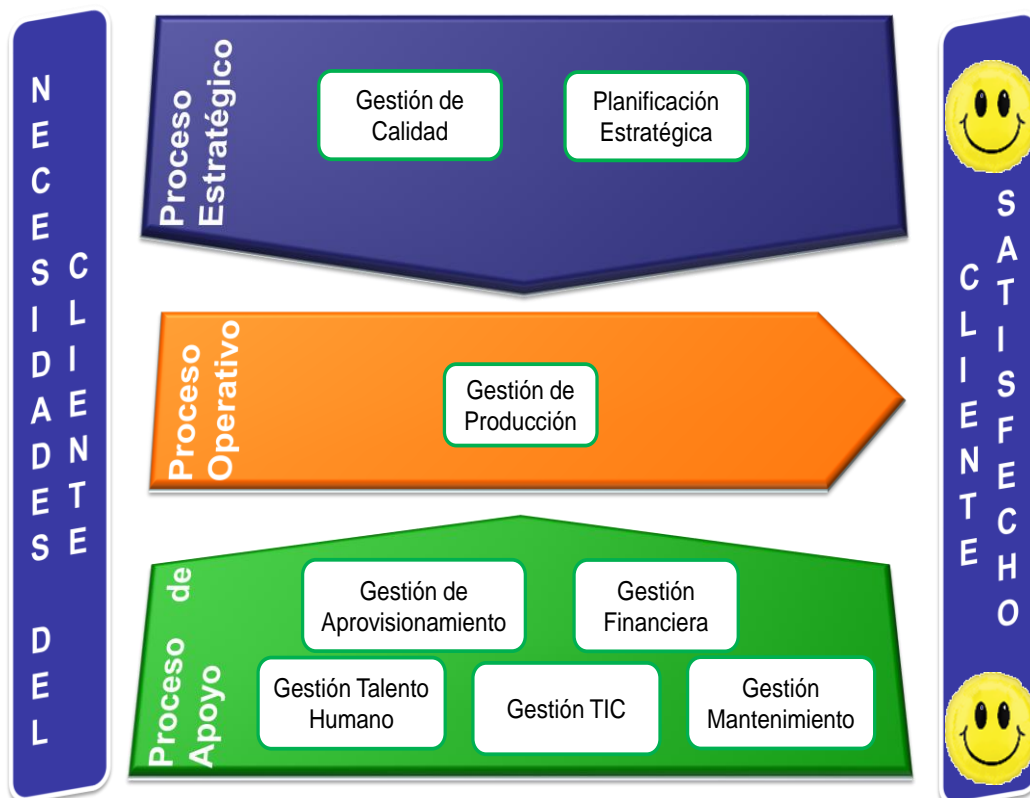 NECESIDADES DEL
CLIENTE
Proceso
Estratégico
Gestión de
Calidad
Planificación
Estratégica
Proceso
Operativo
Gestión de
Producción
Proceso de
Apoyo
Gestión de
Aprovisionamiento
Gestión
Financiera
Gestión Talento
Humano
Gestión TIC
Gestión
Mantenimiento
CLIENTE
SATISFECHO